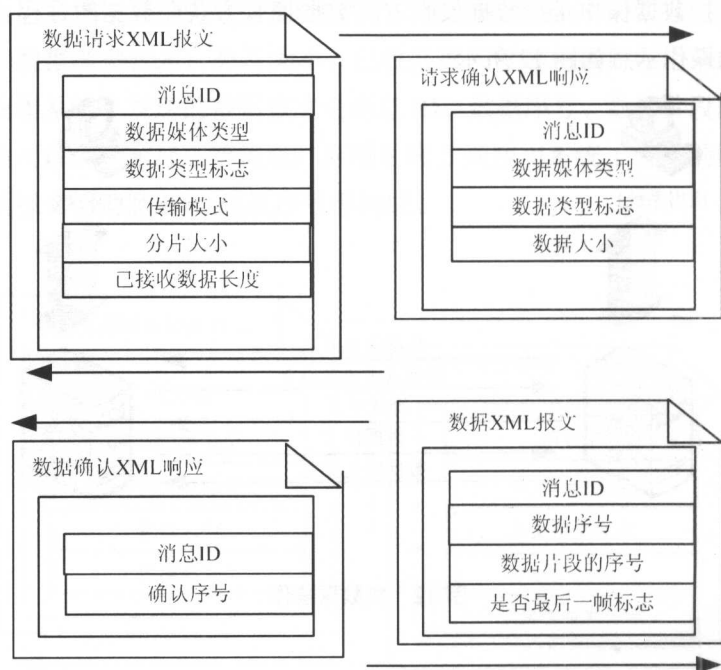 数据请求XML报文
消息ID
数据媒体类型
数据类型标志
传输模式
分片大小
已接收数据长度
请求确认XML响应
消息ID
数据媒体类型
数据类型标志
数据大小
数据确认XML响应
消息ID
确认序号
数据XML报文
消息ID
数据序号
数据片段的序号
是否最后一帧标志